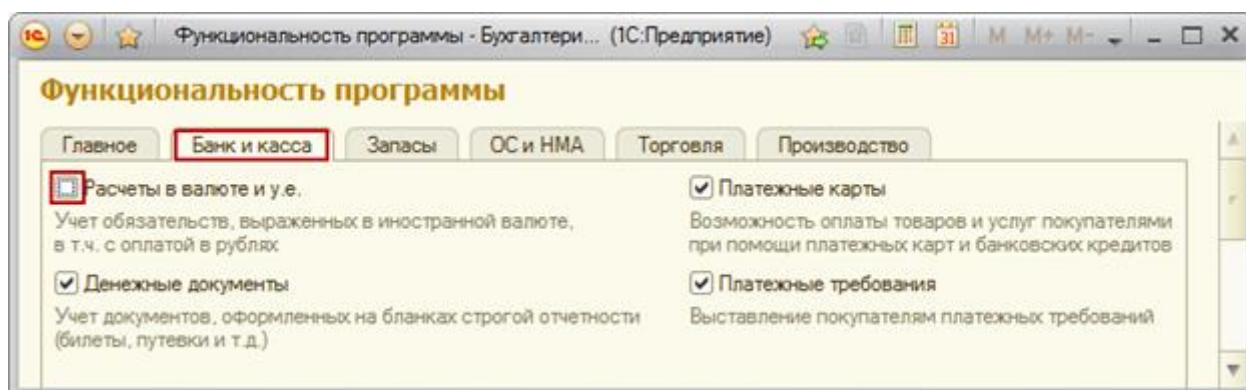 1С Функциональность программы - Бухгалтери... (1С:Предприятие) 31 M M+ M-
Функциональность программы
Главное Банк и касса Запасы ОС и НМА Торговля Производство
Расчеты в валюте и у.е. Платежные карты
Учет обязательств, выраженных в иностранной валюте, Возможность оплаты товаров и услуг покупателями
в т.ч. с оплатой в рублях при помощи платежных карт и банковских кредитов
Денежные документы Платежные требования
Учет документов, оформленных на бланках строгой отчетности Выставление покупателям платежных требований
(билеты, путевки и т.д.)